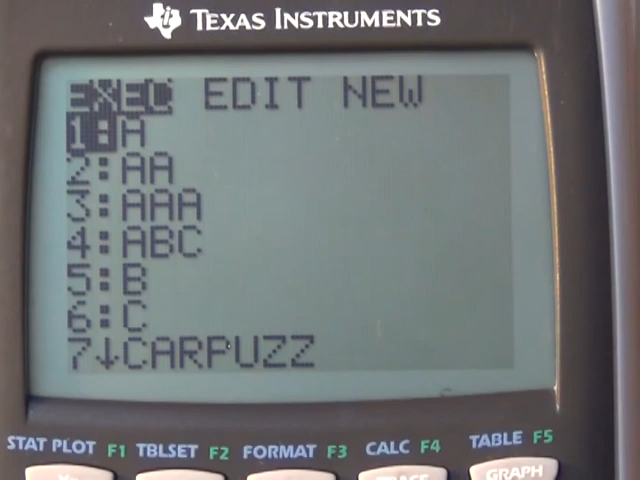 TEXAS INSTRUMENTS
EXEC EDIT NEW
1:A
2:AA
3:AAA
4:ABC
5:B
6:C
7↓CARPUZZ
STAT PLOT F1 TBLSET F2 FORMAT F3 CALC F4 TABLE F5
GRAPH